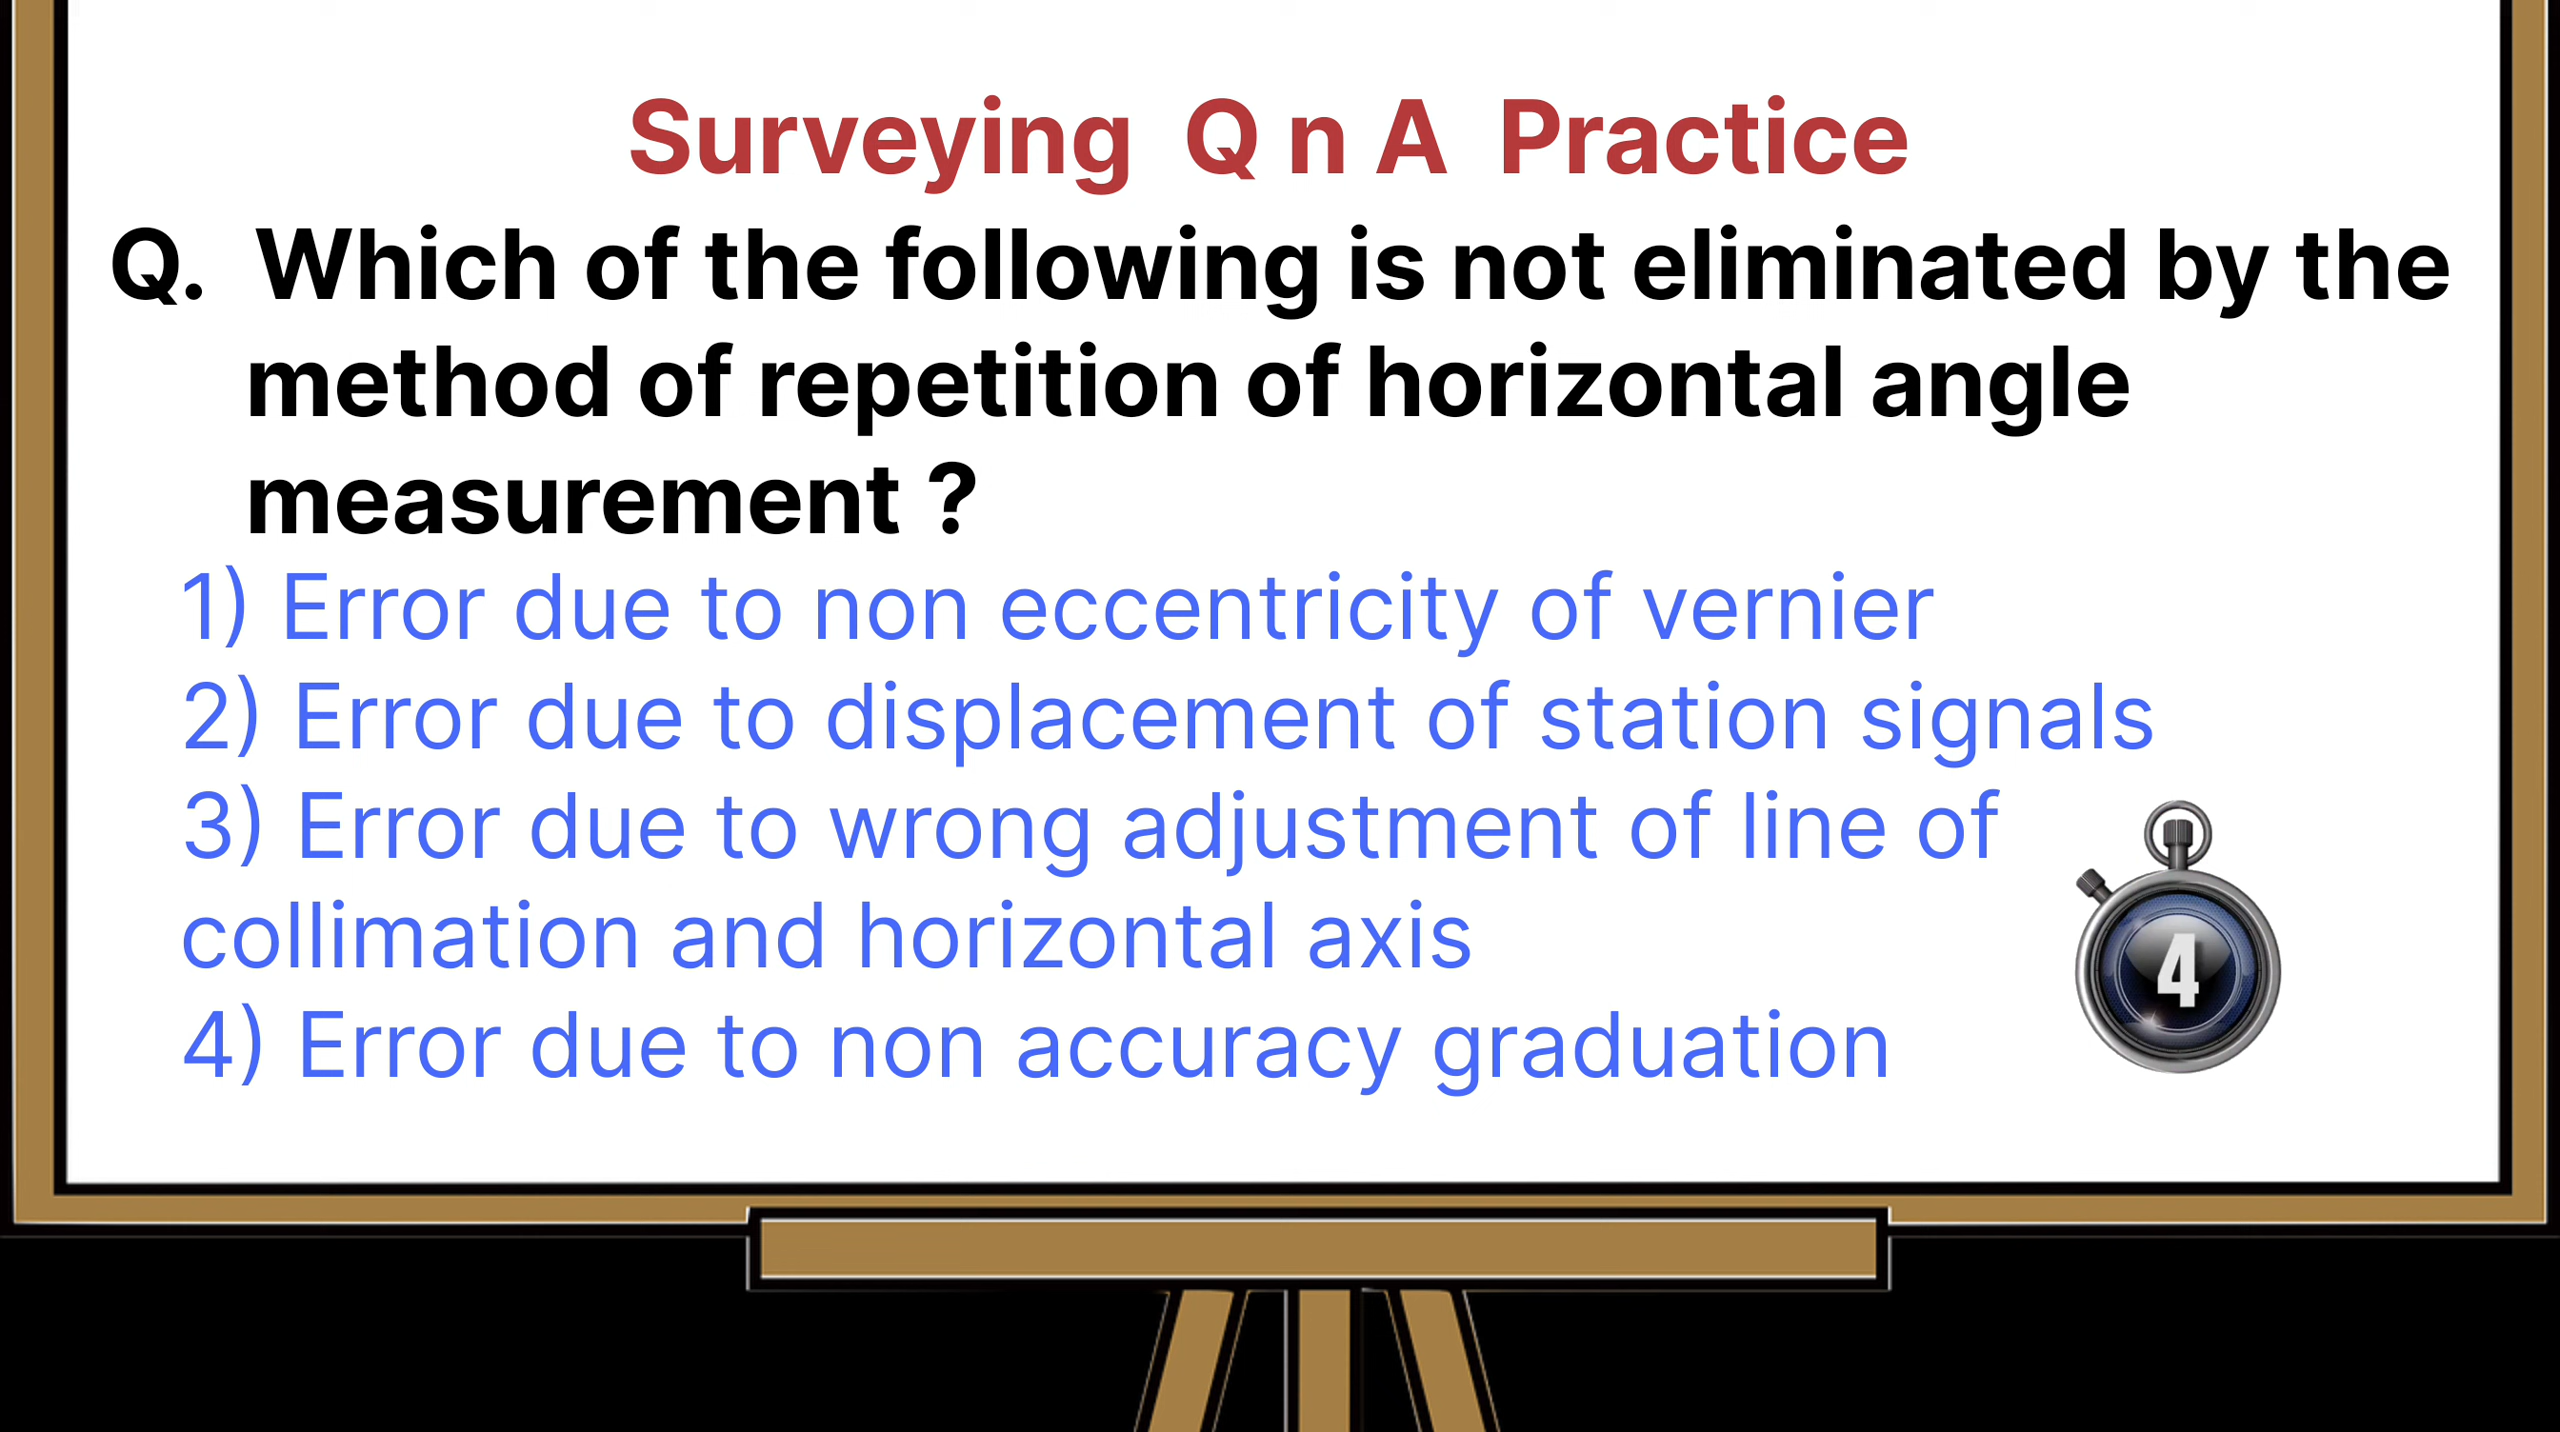 Surveying Q n A Practice
Q. Which of the following is not eliminated by the
method of repetition of horizontal angle
measurement ?
1) Error due to non eccentricity of vernier
2) Error due to displacement of station signals
3) Error due to wrong adjustment of line of
collimation and horizontal axis
4) Error due to non accuracy graduation
4